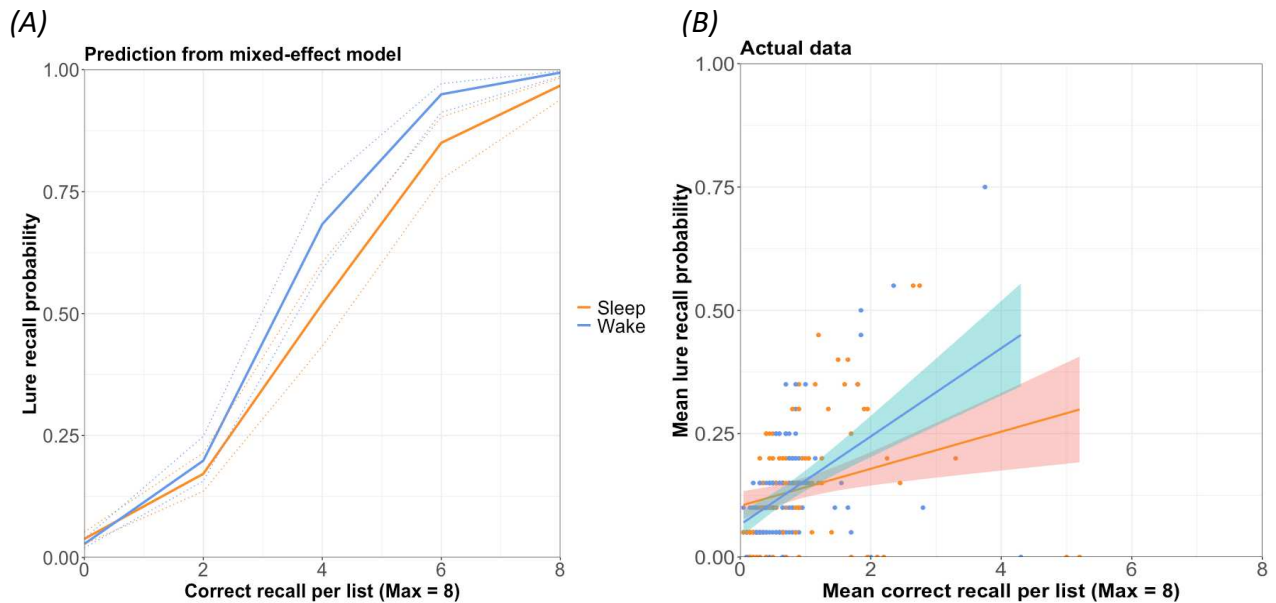 (A)
Prediction from mixed-effect model
1.00
0.75
0.50
0.25
0.00
Lure recall probability
0
2
4
6
8
Correct recall per list (Max = 8)
Sleep
Wake
(B)
Actual data
1.00
0.75
0.50
0.25
0.00
Mean lure recall probability
0
2
4
6
8
Mean correct recall per list (Max = 8)